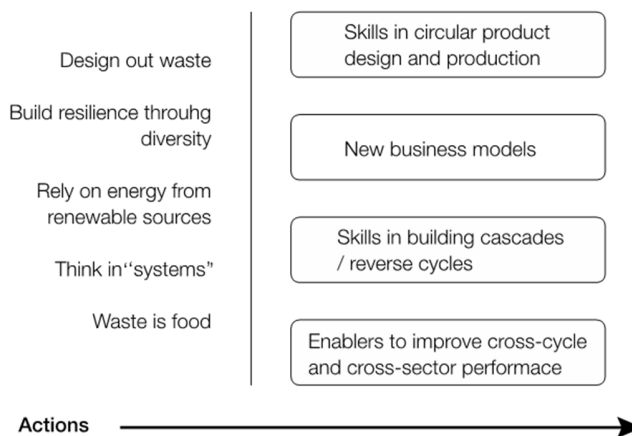 Design out waste
Build resilience throuhg
diversity
Rely on energy from
renewable sources
Think in‘‘systems”
Waste is food
Skills in circular product
design and production
New business models
Skills in building cascades
/ reverse cycles
Enablers to improve cross-cycle
and cross-sector performace
Actions